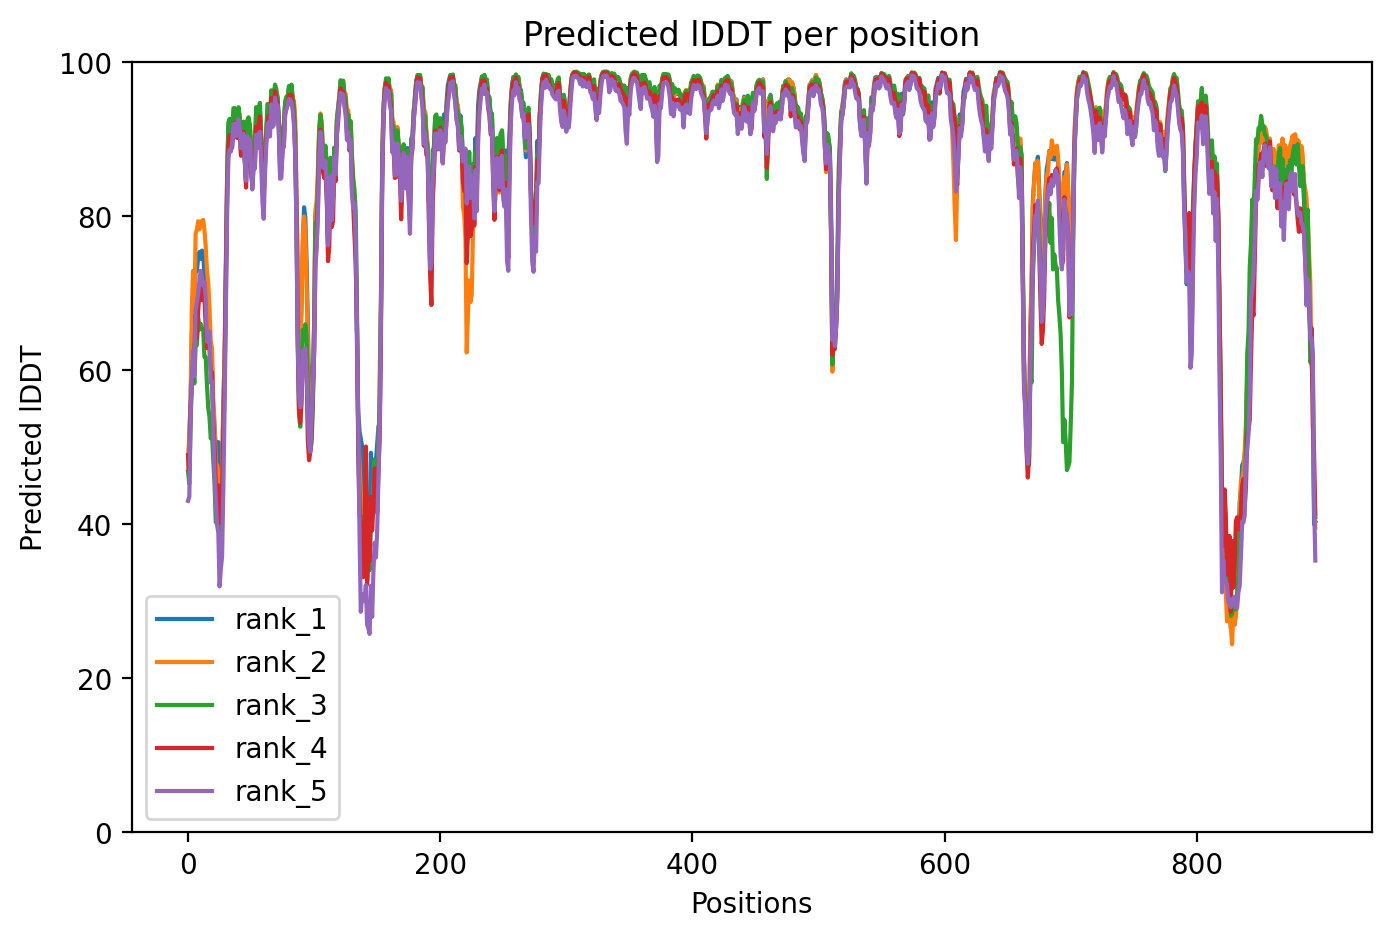 Predicted lDDT per position
100
80
60
40
20
0
Predicted lDDT
rank_1
rank_2
rank_3
rank_4
rank_5
0 200 400 600 800
Positions